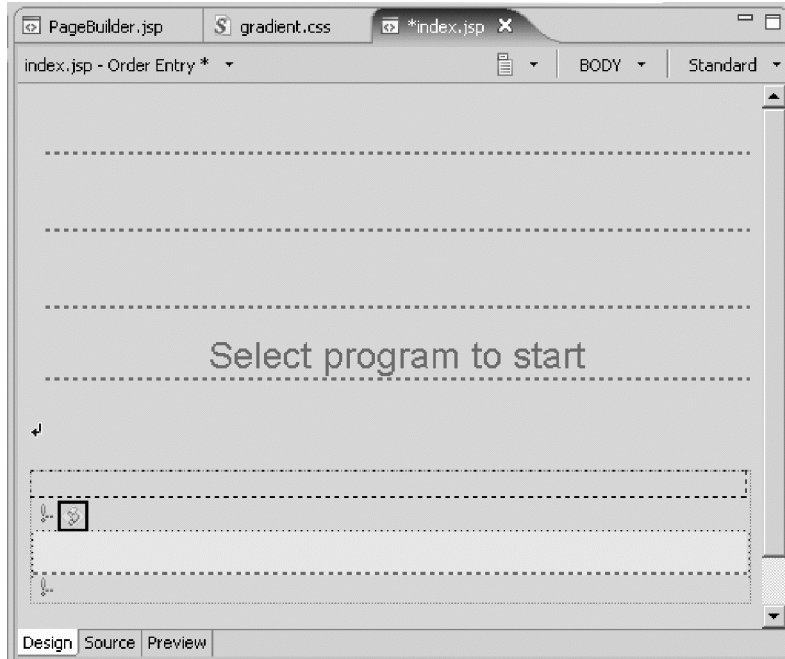 PageBuilder.jsp
gradient.css
*index.jsp
index.jsp - Order Entry *
BODY
Standard
Select program to start
Design
Source
Preview